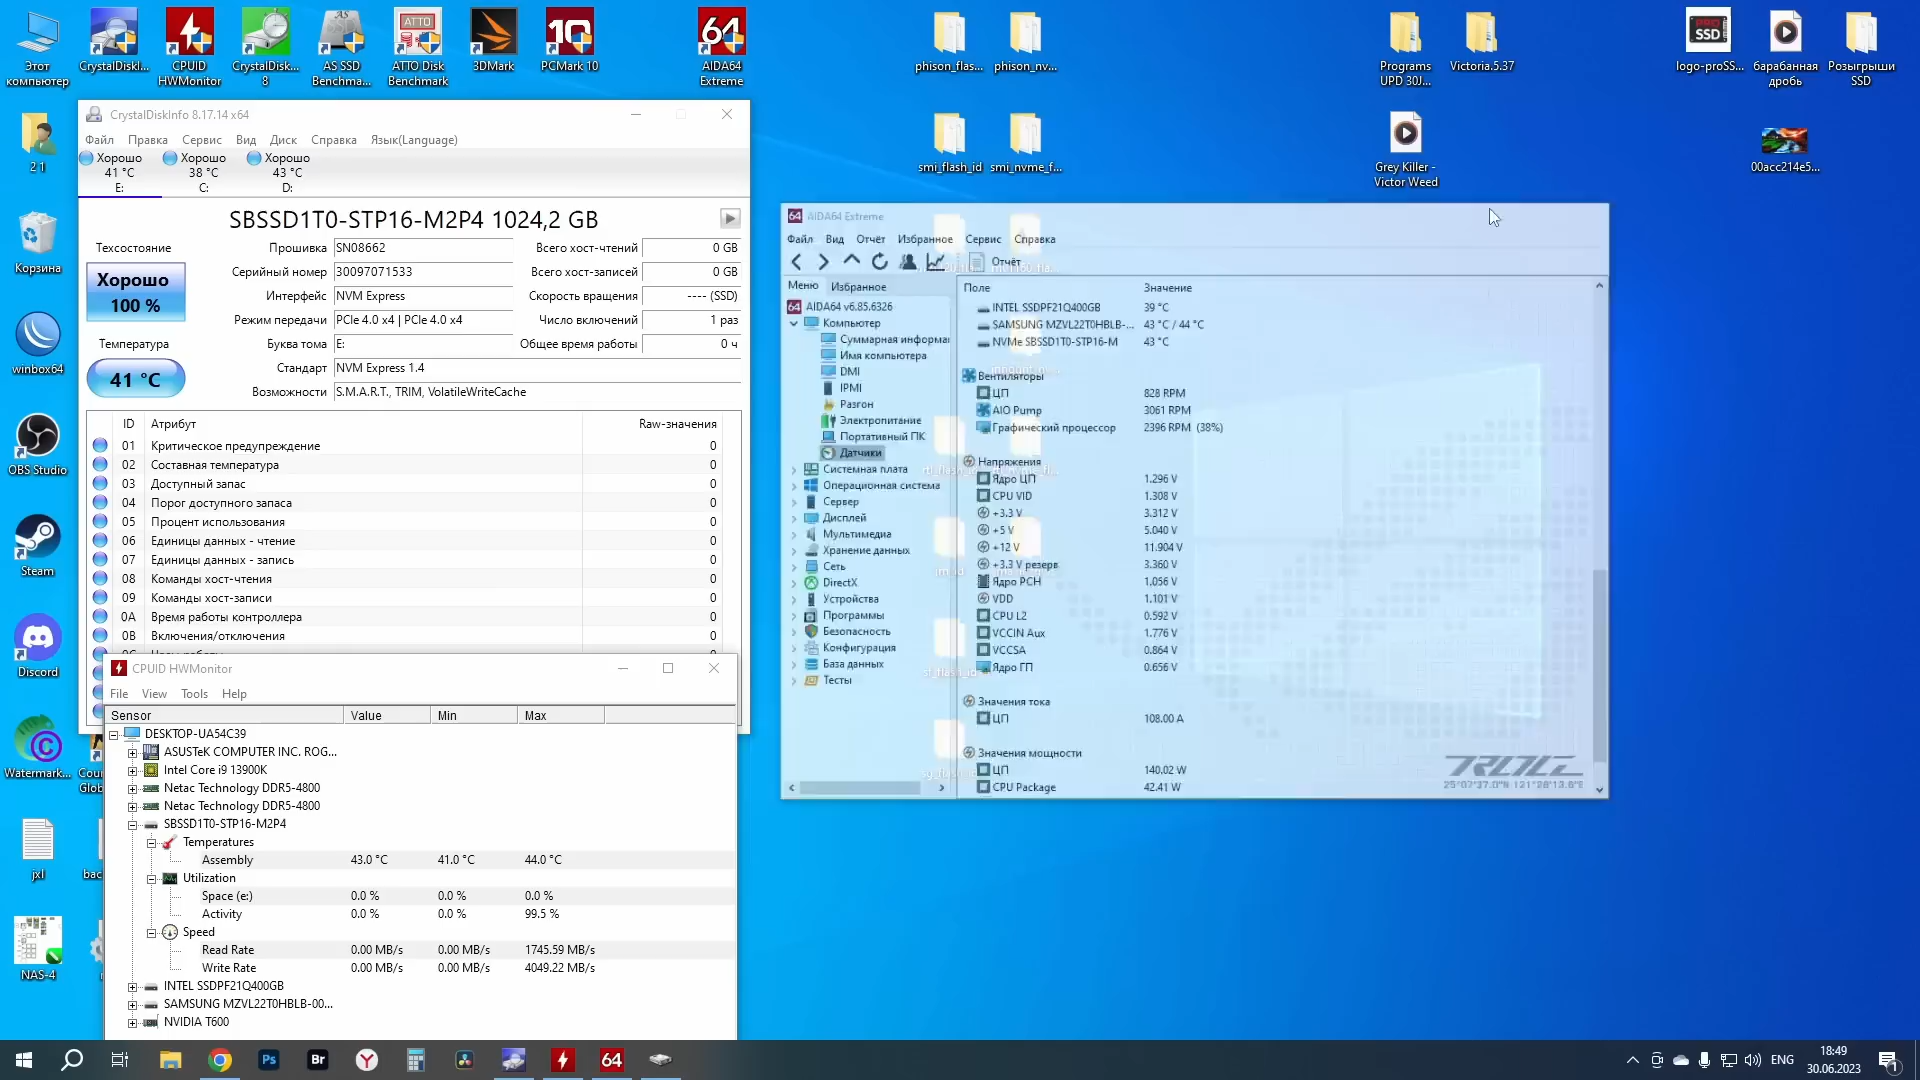 Этот компьютер
CrystalDiskI...
CPUID HWMonitor
CrystalDisk... 8
AS SSD Benchma...
ATTO Disk Benchmark
3DMark
PCMark 10
AIDA64 Extreme
phison_flas...
phison_nv...
Programs UPD 30J...
Victoria.5.37
logo-proSS...
барабанная дробь
Розыгрыши SSD
2 1
smi_flash_id
smi_nvme_f...
Grey Killer - Victor Weed
00acc214e5...
Корзина
winbox64
OBS Studio
Steam
Discord
Watermark...
jxl
NAS-4
CrystalDiskInfo 8.17.14 x64
Файл Правка Сервис Вид Диск Справка Язык(Language)
Хорошо 41 °C E:
Хорошо 38 °C C:
Хорошо 43 °C D:
SBSSD1T0-STP16-M2P4 1024,2 GB
Техсостояние
Хорошо
100 %
Температура
41 °C
Прошивка SN08662
Серийный номер 30097071533
Интерфейс NVM Express
Режим передачи PCIe 4.0 x4 | PCIe 4.0 x4
Буква тома E:
Стандарт NVM Express 1.4
Возможности S.M.A.R.T., TRIM, VolatileWriteCache
Всего хост-чтений 0 GB
Всего хост-записей 0 GB
Скорость вращения ---- (SSD)
Число включений 1 раз
Общее время работы 0 ч
ID Атрибут Raw-значения
01 Критическое предупреждение 0
02 Составная температура 0
03 Доступный запас 0
04 Порог доступного запаса 0
05 Процент использования 0
06 Единицы данных - чтение 0
07 Единицы данных - запись 0
08 Команды хост-чтения 0
09 Команды хост-записи 0
0A Время работы контроллера 0
0B Включения/отключения 0
CPUID HWMonitor
File View Tools Help
Sensor Value Min Max
DESKTOP-UA54C39
ASUSTeK COMPUTER INC. ROG...
Intel Core i9 13900K
Netac Technology DDR5-4800
Netac Technology DDR5-4800
SBSSD1T0-STP16-M2P4
Temperatures
Assembly 43.0 °C 41.0 °C 44.0 °C
Utilization
Space (e:) 0.0 % 0.0 % 0.0 %
Activity 0.0 % 0.0 % 99.5 %
Speed
Read Rate 0.00 MB/s 0.00 MB/s 1745.59 MB/s
Write Rate 0.00 MB/s 0.00 MB/s 4049.22 MB/s
INTEL SSDPF21Q400GB
SAMSUNG MZVL22T0HBLB-00...
NVIDIA T600
64 AIDA64 Extreme
Файл Вид Отчёт Избранное Сервис Справка
Отчёт
Меню Избранное
AIDA64 v6.85.6326
Компьютер
Суммарная информа
Имя компьютера
DMI
IPMI
Разгон
Электропитание
Портативный ПК
Датчики
Системная плата
Операционная система
Сервер
Дисплей
Мультимедиа
Хранение данных
Сеть
DirectX
Устройства
Программы
Безопасность
Конфигурация
База данных
Тесты
Поле Значение
INTEL SSDPF21Q400GB 39 °C
SAMSUNG MZVL22T0HBLB-... 43 °C / 44 °C
NVMe SBSSD1T0-STP16-M 43 °C
Вентиляторы
ЦП 828 RPM
AIO Pump 3061 RPM
Графический процессор 2396 RPM (38%)
Напряжения
Ядро ЦП 1.296 V
CPU VID 1.308 V
+3.3 V 3.312 V
+5 V 5.040 V
+12 V 11.904 V
+3.3 V резерв 3.360 V
Ядро PCH 1.056 V
VDD 1.101 V
CPU L2 0.592 V
VCCIN Aux 1.776 V
VCCSA 0.864 V
Ядро ГП 0.656 V
Значения тока
ЦП 108.00 A
Значения мощности
ЦП 140.02 W
CPU Package 42.41 W
ENG
18:49
30.06.2023